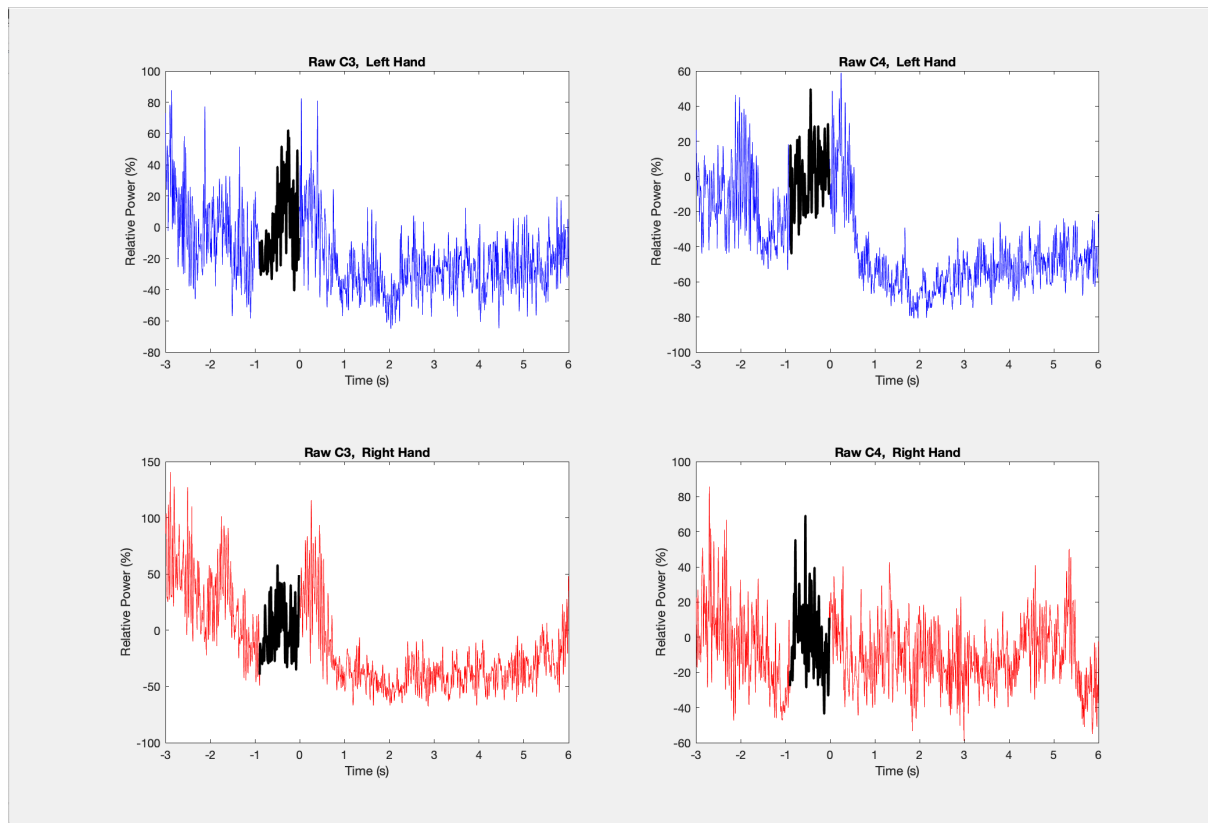 Raw C3,  Left Hand
100
80
60
40
20
0
-20
-40
-60
-80
Relative Power (%)
-3 -2 -1 0 1 2 3 4 5 6
Time (s)
Raw C4,  Left Hand
60
40
20
0
-20
-40
-60
-80
-100
Relative Power (%)
-3 -2 -1 0 1 2 3 4 5 6
Time (s)
Raw C3,  Right Hand
150
100
50
0
-50
-100
Relative Power (%)
-3 -2 -1 0 1 2 3 4 5 6
Time (s)
Raw C4,  Right Hand
100
80
60
40
20
0
-20
-40
-60
Relative Power (%)
-3 -2 -1 0 1 2 3 4 5 6
Time (s)